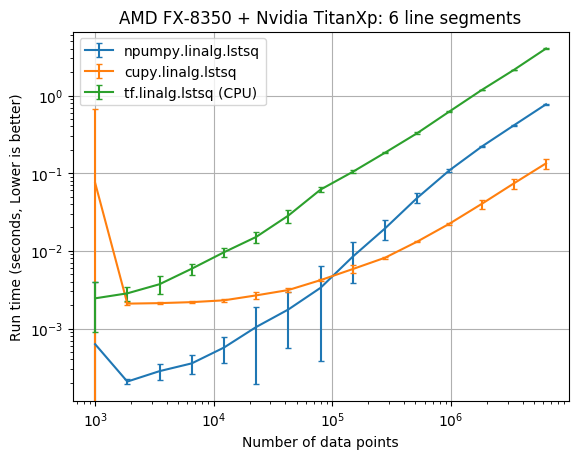 AMD FX-8350 + Nvidia TitanXp: 6 line segments
npumpy.linalg.lstsq
cupy.linalg.lstsq
tf.linalg.lstsq (CPU)
Run time (seconds, Lower is better)
10⁰
10⁻¹
10⁻²
10⁻³
10³
10⁴
10⁵
10⁶
Number of data points